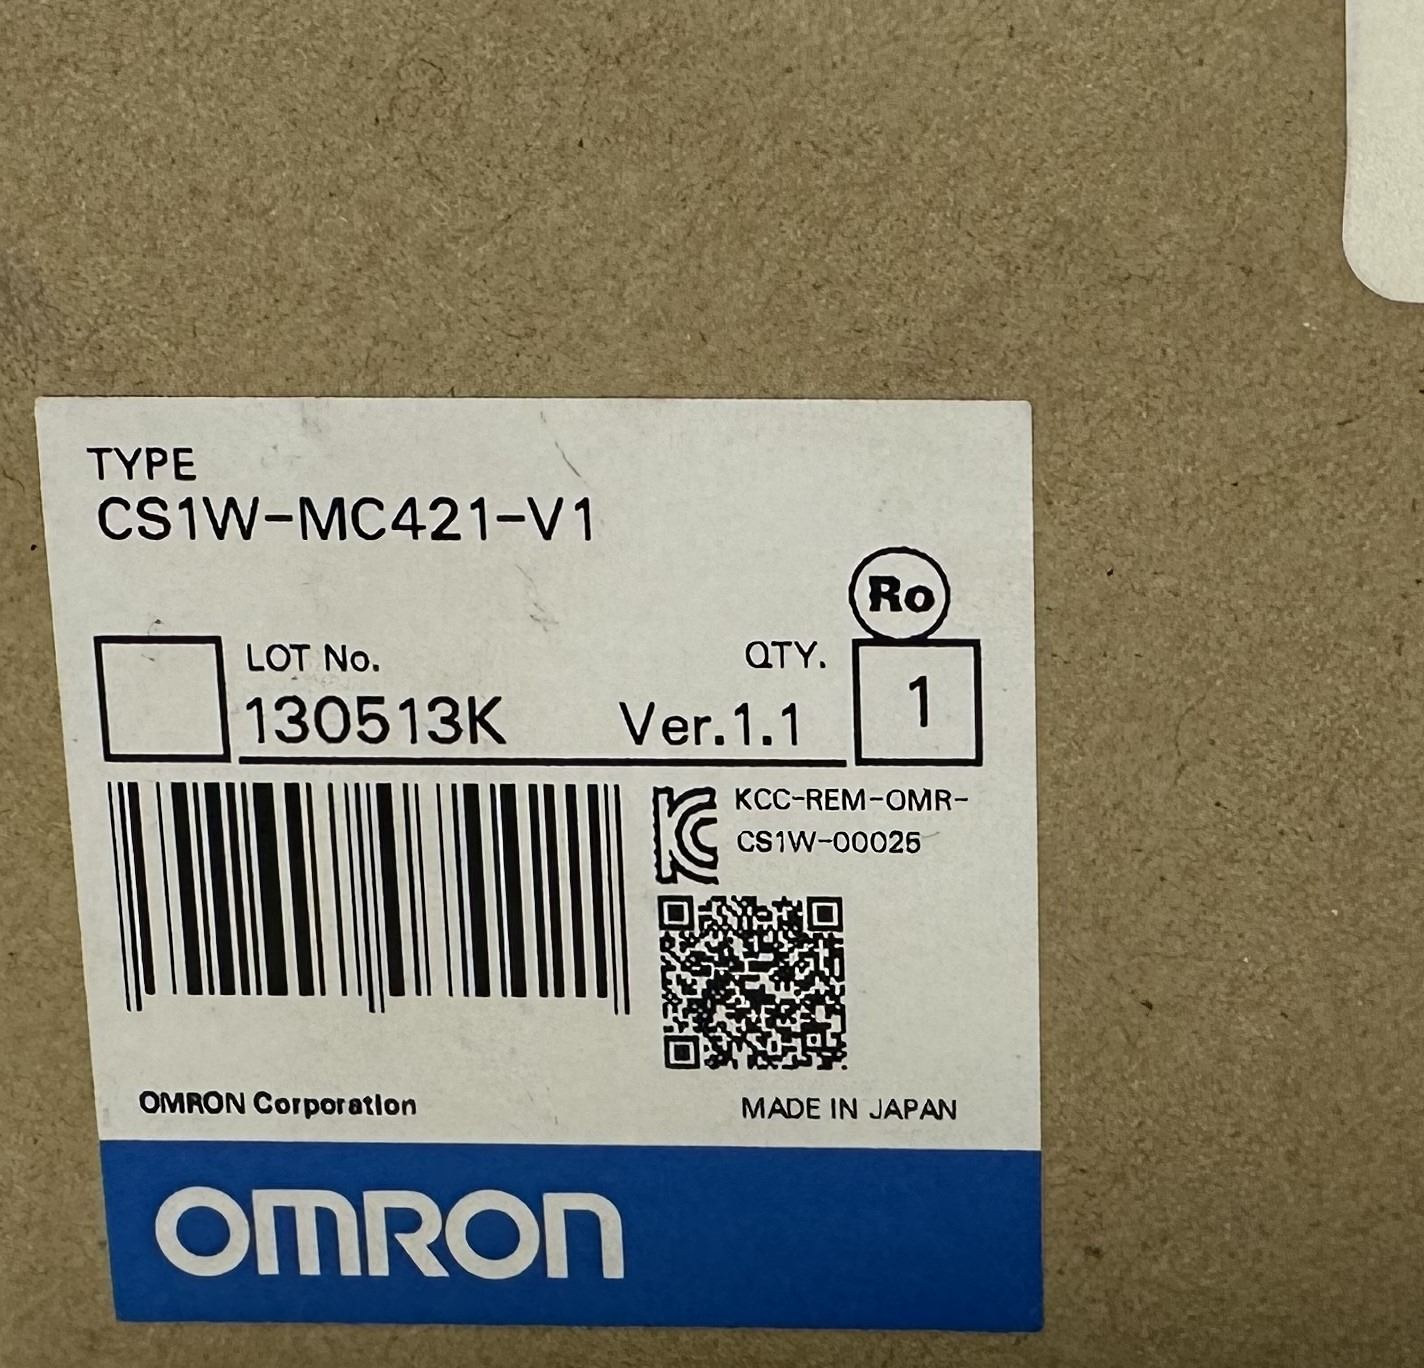 TYPE
CS1W-MC421-V1
Ro
LOT No.
QTY.
130513K
Ver.1.1
1
KCC-REM-OMR-
CS1W-00025
OMRON Corporation
MADE IN JAPAN
OMRON